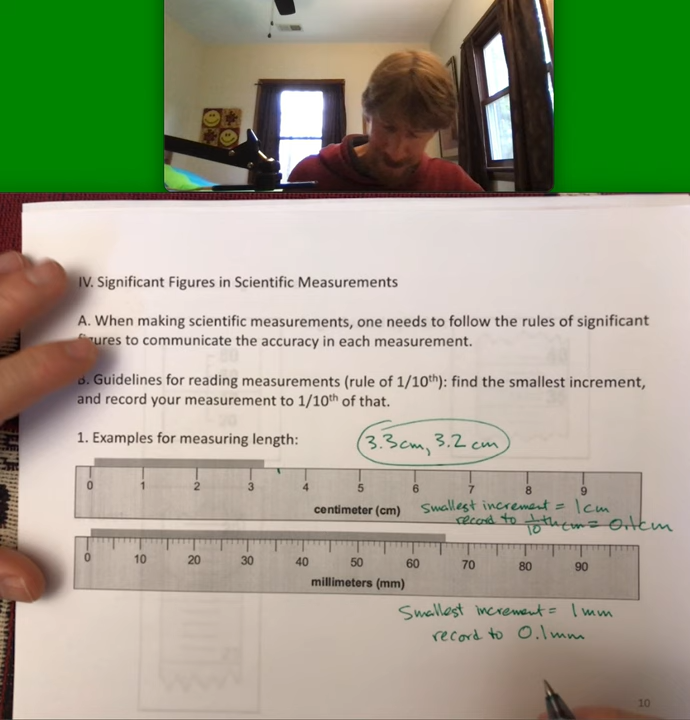 IV. Significant Figures in Scientific Measurements
A. When making scientific measurements, one needs to follow the rules of significant
figures to communicate the accuracy in each measurement.
B. Guidelines for reading measurements (rule of 1/10th): find the smallest increment,
and record your measurement to 1/10th of that.
1. Examples for measuring length:
3.3cm, 3.2 cm
0 1 2 3 4 5 6 7 8 9
centimeter (cm)
Smallest increment = 1cm
record to 1/10 th cm = 0.1cm
0 10 20 30 40 50 60 70 80 90
millimeters (mm)
Smallest increment = 1mm
record to 0.1mm
10